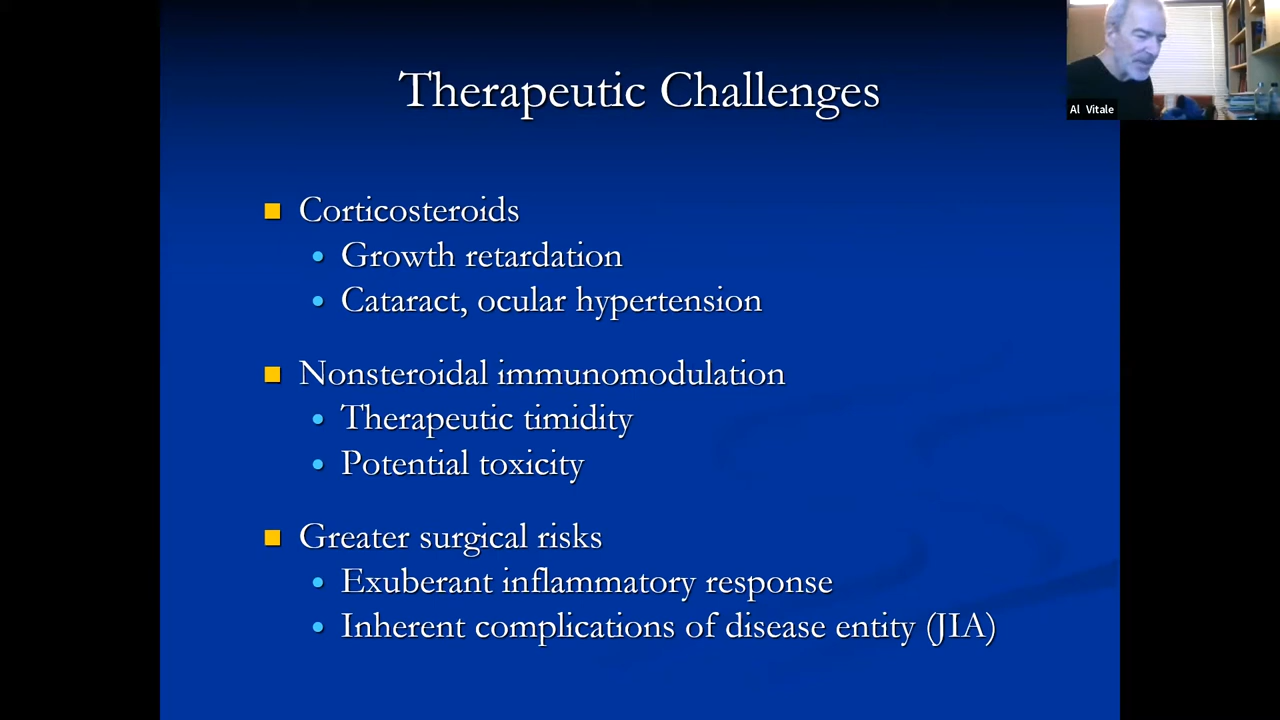 Therapeutic Challenges
Al Vitale
Corticosteroids
Growth retardation
Cataract, ocular hypertension
Nonsteroidal immunomodulation
Therapeutic timidity
Potential toxicity
Greater surgical risks
Exuberant inflammatory response
Inherent complications of disease entity (JIA)